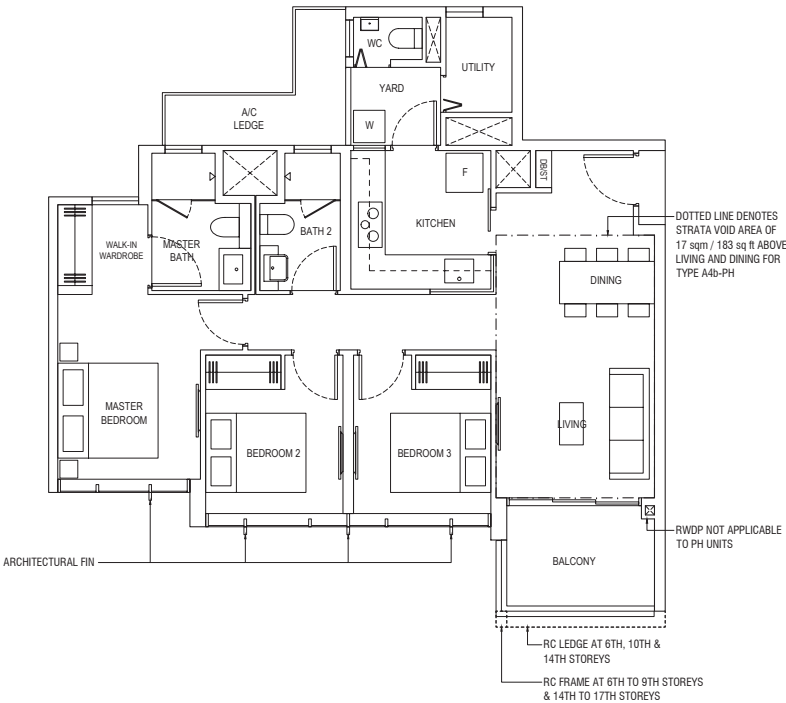 WC
UTILITY
YARD
A/C
LEDGE
W
F
DB/ST
KITCHEN
WALK-IN
WARDROBE
MASTER
BATH
BATH 2
DOTTED LINE DENOTES
STRATA VOID AREA OF
17 sqm / 183 sq ft ABOVE
LIVING AND DINING FOR
TYPE A4b-PH
DINING
MASTER
BEDROOM
LIVING
BEDROOM 2
BEDROOM 3
RWDP NOT APPLICABLE
TO PH UNITS
ARCHITECTURAL FIN
BALCONY
RC LEDGE AT 6TH, 10TH &
14TH STOREYS
RC FRAME AT 6TH TO 9TH STOREYS
& 14TH TO 17TH STOREYS